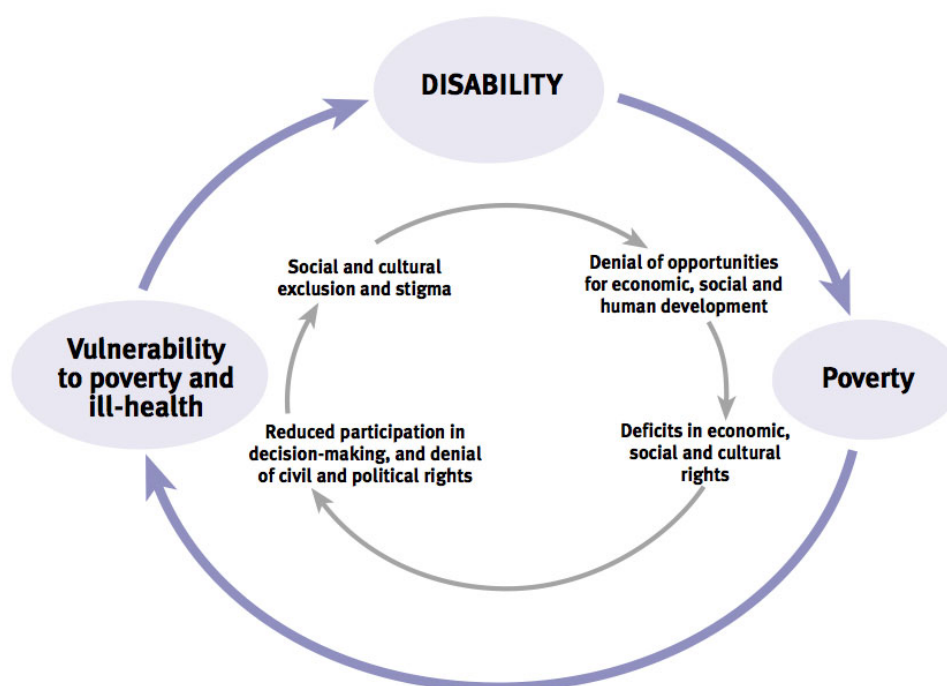 DISABILITY
Social and cultural
exclusion and stigma
Denial of opportunities
for economic, social and
human development
Vulnerability
to poverty and
ill-health
Poverty
Reduced participation in
decision-making, and denial
of civil and political rights
Deficits in economic,
social and cultural
rights